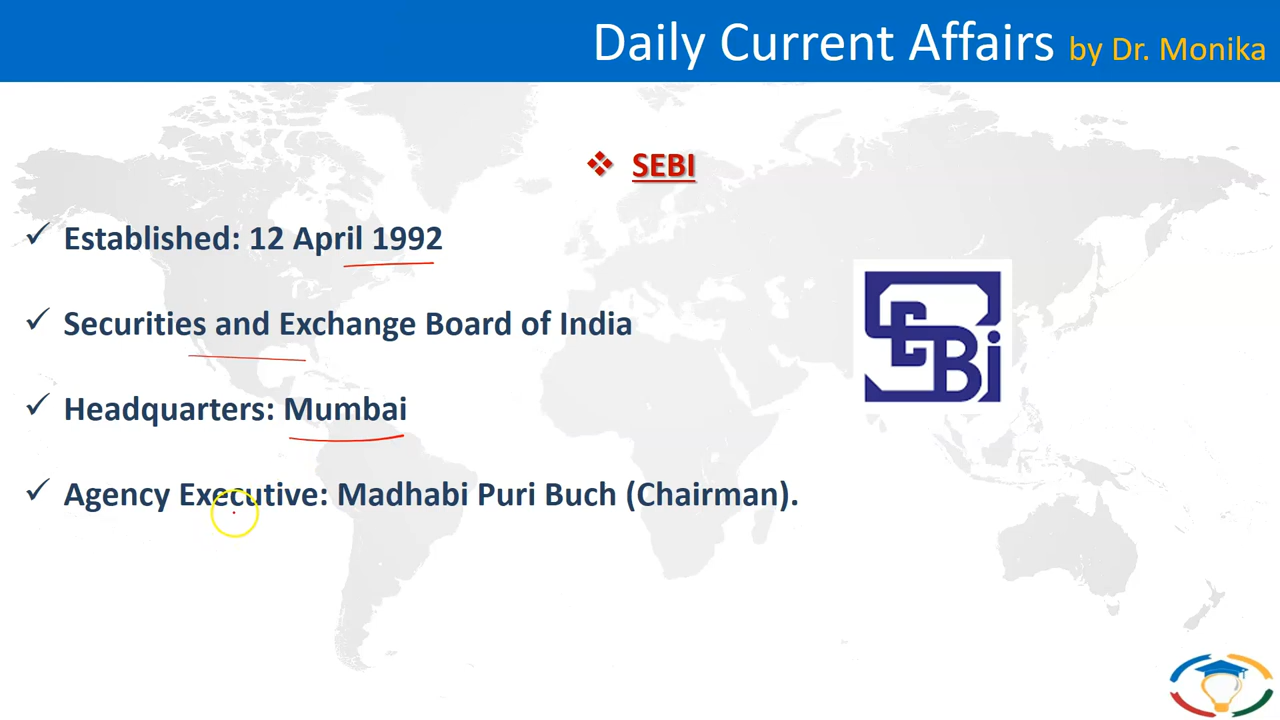 Daily Current Affairs by Dr. Monika
❖ SEBI
✓ Established: 12 April 1992
✓ Securities and Exchange Board of India
SEBi
✓ Headquarters: Mumbai
✓ Agency Executive: Madhabi Puri Buch (Chairman).